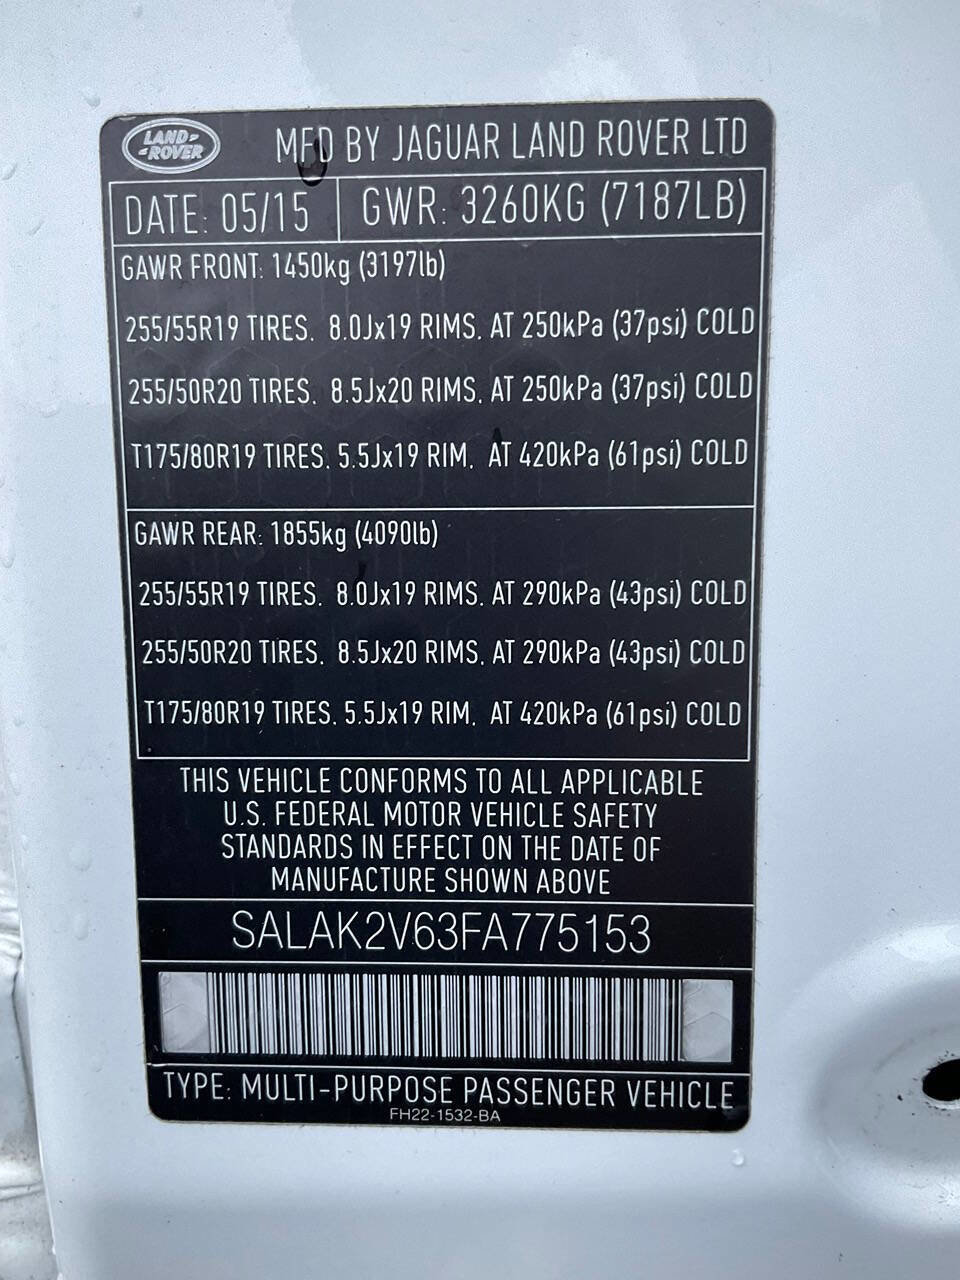 LAND-
-ROVER
MFD BY JAGUAR LAND ROVER LTD
DATE: 05/15 GWR: 3260KG (7187LB)
GAWR FRONT: 1450kg (3197lb)
255/55R19 TIRES, 8.0Jx19 RIMS, AT 250kPa (37psi) COLD
255/50R20 TIRES, 8.5Jx20 RIMS, AT 250kPa (37psi) COLD
T175/80R19 TIRES, 5.5Jx19 RIM, AT 420kPa (61psi) COLD
GAWR REAR: 1855kg (4090lb)
255/55R19 TIRES, 8.0Jx19 RIMS, AT 290kPa (43psi) COLD
255/50R20 TIRES, 8.5Jx20 RIMS, AT 290kPa (43psi) COLD
T175/80R19 TIRES, 5.5Jx19 RIM, AT 420kPa (61psi) COLD
THIS VEHICLE CONFORMS TO ALL APPLICABLE
U.S. FEDERAL MOTOR VEHICLE SAFETY
STANDARDS IN EFFECT ON THE DATE OF
MANUFACTURE SHOWN ABOVE
SALAK2V63FA775153
TYPE: MULTI-PURPOSE PASSENGER VEHICLE
FH22-1532-BA